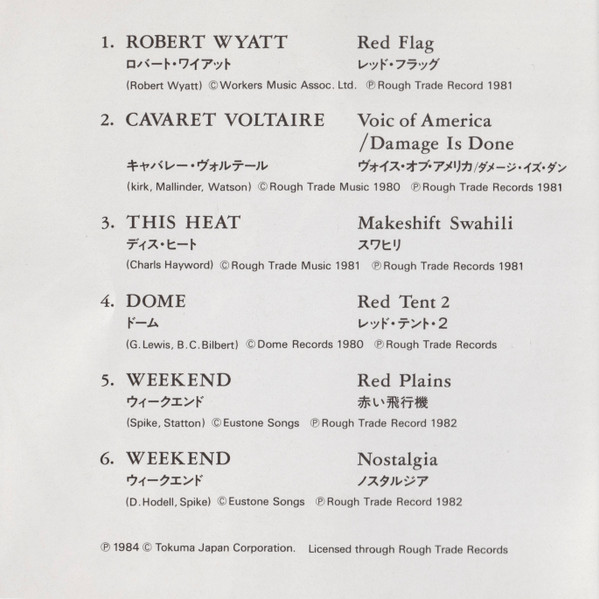 1. ROBERT WYATT Red Flag
ロバート・ワイアット レッド・フラッグ
(Robert Wyatt) ©Workers Music Assoc. Ltd. ℗Rough Trade Record 1981
2. CAVARET VOLTAIRE Voic of America
/Damage Is Done
キャバレー・ヴォルテール ヴォイス・オブ・アメリカ/ダメージ・イズ・ダン
(kirk, Mallinder, Watson) ©Rough Trade Music 1980 ℗Rough Trade Records 1981
3. THIS HEAT Makeshift Swahili
ディス・ヒート スワヒリ
(Charls Hayword) ©Rough Trade Music 1981 ℗Rough Trade Records 1981
4. DOME Red Tent 2
ドーム レッド・テント・2
(G. Lewis, B.C.Bilbert) ©Dome Records 1980 ℗Rough Trade Records
5. WEEKEND Red Plains
ウィークエンド 赤い飛行機
(Spike, Statton) ©Eustone Songs ℗Rough Trade Record 1982
6. WEEKEND Nostalgia
ウィークエンド ノスタルジア
(D. Hodell, Spike) ©Eustone Songs ℗Rough Trade Record 1982
℗ 1984 © Tokuma Japan Corporation. Licensed through Rough Trade Records